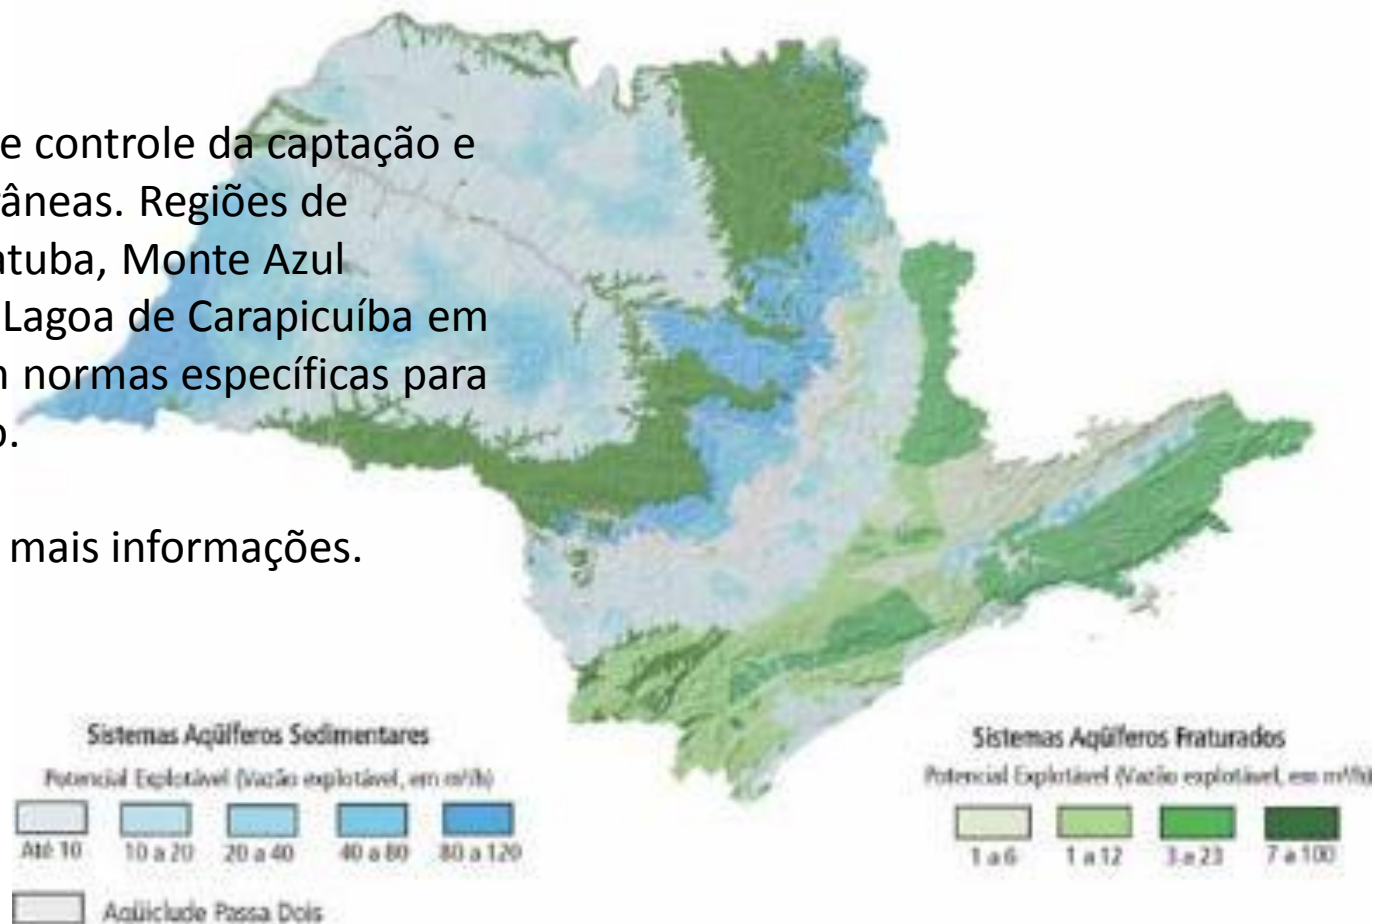 e controle da captação e
râneas. Regiões de
atuba, Monte Azul
Lagoa de Carapicuíba em
m normas específicas para
o.
mais informações.
Sistemas Aqüíferos Sedimentares
Potencial Explotável (Vazão explotável, em m³/h)
Até 10
10 a 20
20 a 40
40 a 80
80 a 120
Aqüiclude Passa Dois
Sistemas Aqüíferos Fraturados
Potencial Explotável (Vazão explotável, em m³/h)
1 a 6
1 a 12
3 a 23
7 a 100